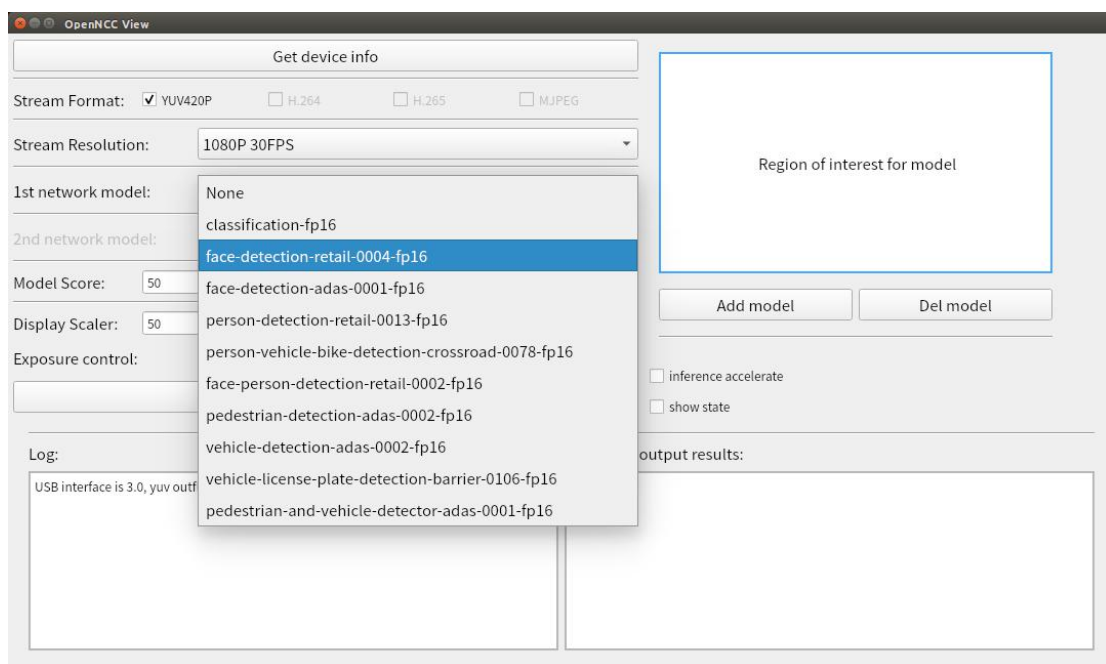 OpenNCC View
Get device info
Stream Format: YUV420P H.264 H.265 MJPEG
Stream Resolution: 1080P 30FPS
Region of interest for model
1st network model:
None
classification-fp16
2nd network model:
face-detection-retail-0004-fp16
Model Score: 50
face-detection-adas-0001-fp16
Add model Del model
Display Scaler: 50
person-detection-retail-0013-fp16
Exposure control:
person-vehicle-bike-detection-crossroad-0078-fp16
inference accelerate
face-person-detection-retail-0002-fp16
show state
pedestrian-detection-adas-0002-fp16
vehicle-detection-adas-0002-fp16
Log:
output results:
vehicle-license-plate-detection-barrier-0106-fp16
USB interface is 3.0, yuv outf
pedestrian-and-vehicle-detector-adas-0001-fp16